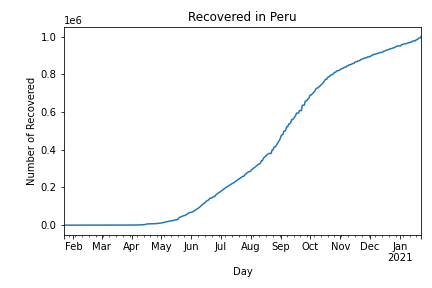 Recovered in Peru
1e6
1.0
0.8
0.6
0.4
0.2
0.0
Number of Recovered
Feb Mar Apr May Jun Jul Aug Sep Oct Nov Dec Jan
2021
Day